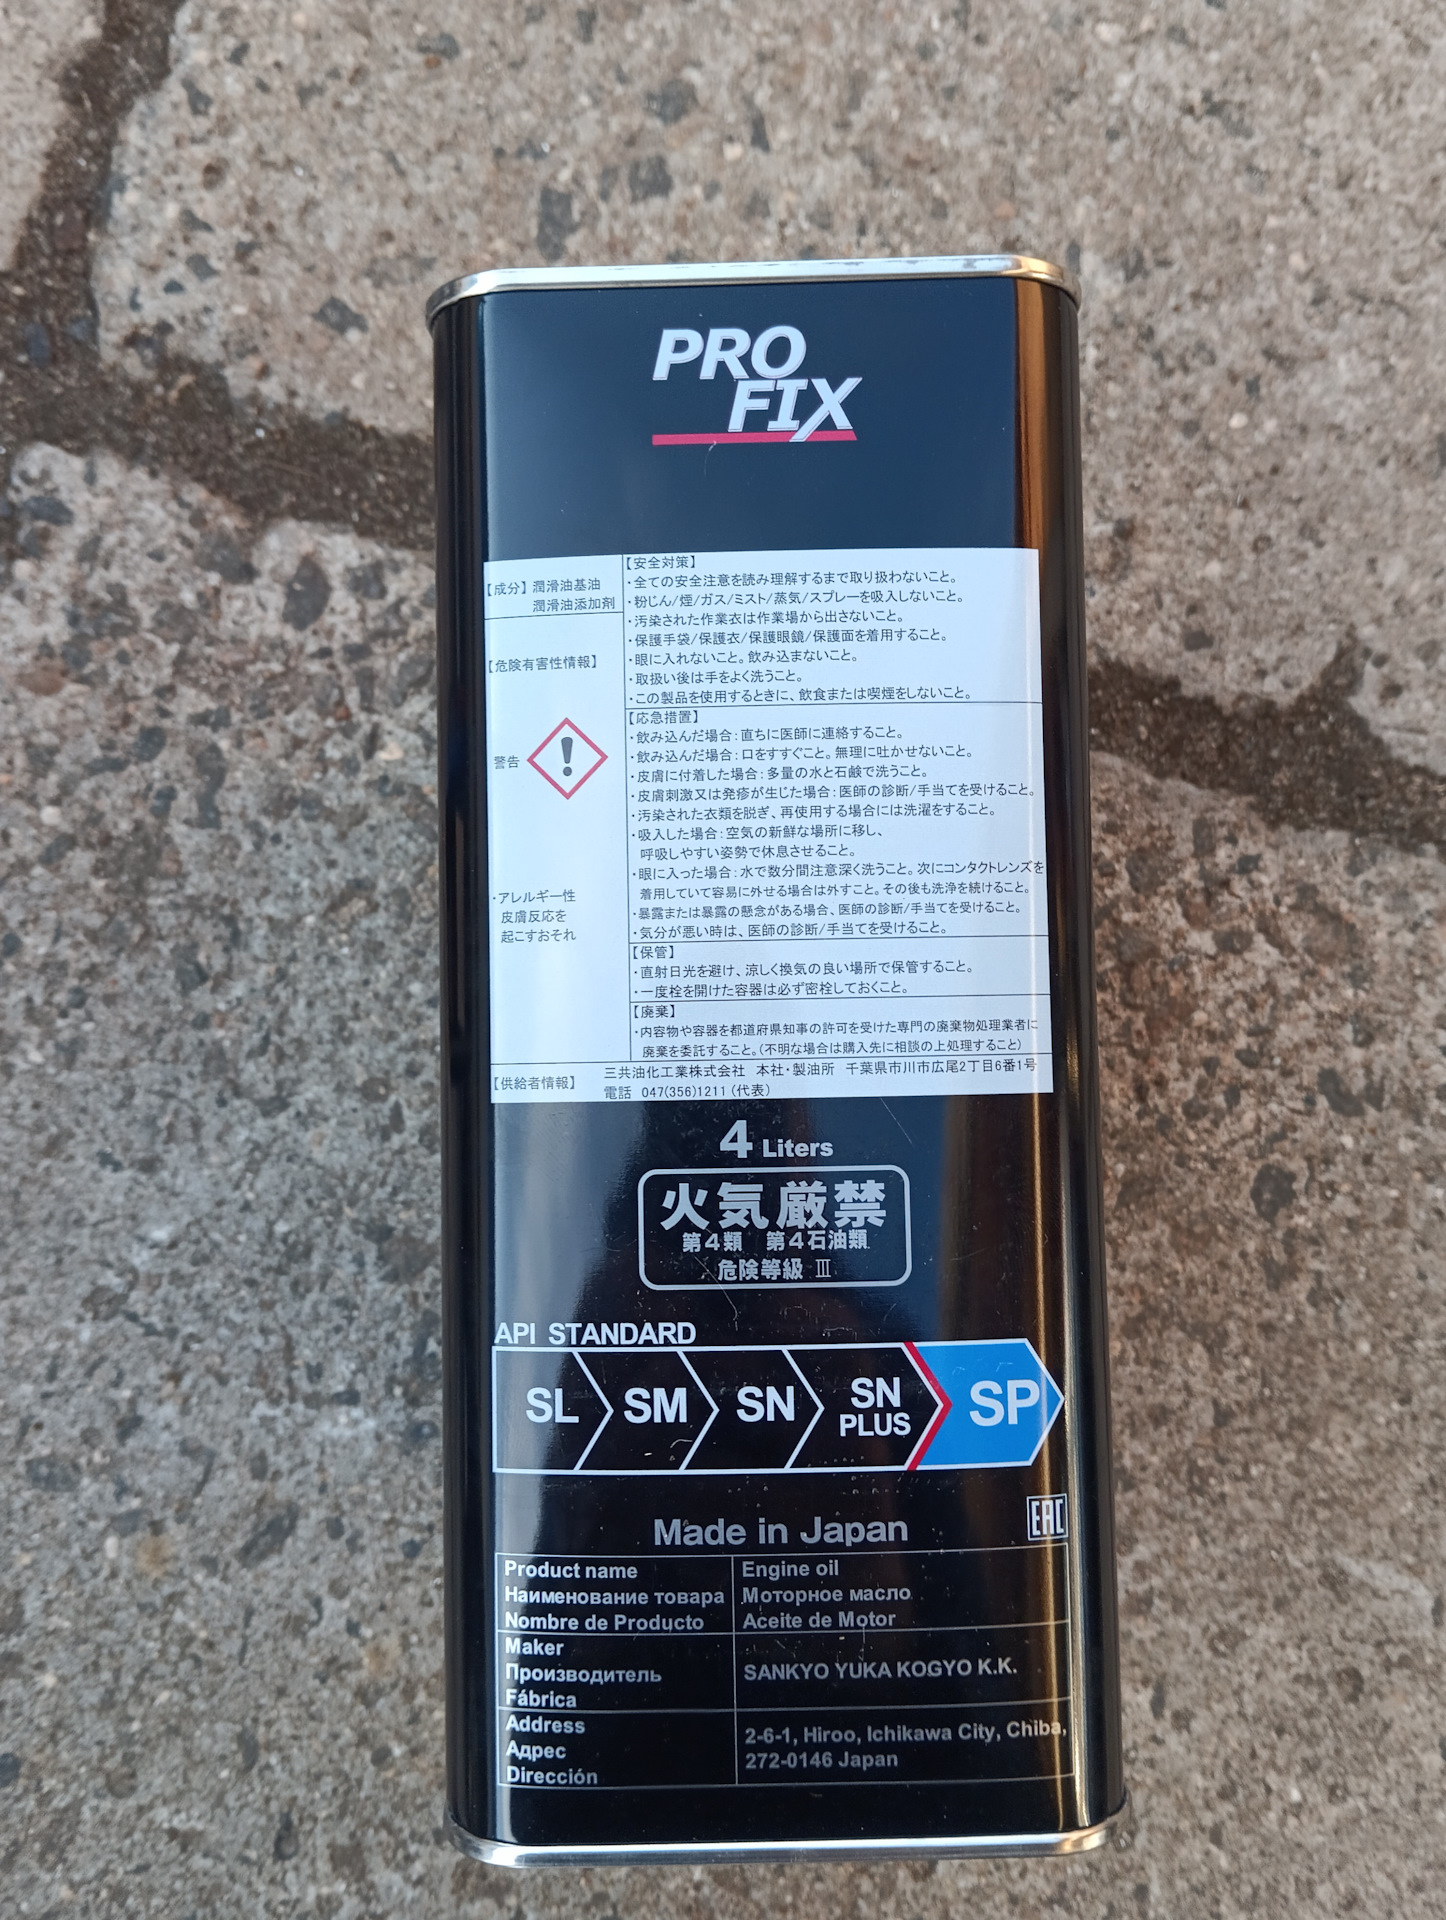 PRO
FIX
【成分】潤滑油基油
潤滑油添加剤
【危険有害性情報】
警告
・アレルギー性
皮膚反応を
起こすおそれ
【安全対策】
・全ての安全注意を読み理解するまで取り扱わないこと。
・粉じん/煙/ガス/ミスト/蒸気/スプレーを吸入しないこと。
・汚染された作業衣は作業場から出さないこと。
・保護手袋/保護衣/保護眼鏡/保護面を着用すること。
・眼に入れないこと。飲み込まないこと。
・取扱い後は手をよく洗うこと。
・この製品を使用するときに、飲食または喫煙をしないこと。
【応急措置】
・飲み込んだ場合：直ちに医師に連絡すること。
・飲み込んだ場合：口をすすぐこと。無理に吐かせないこと。
・皮膚に付着した場合：多量の水と石鹸で洗うこと。
・皮膚刺激又は発疹が生じた場合：医師の診断/手当てを受けること。
・汚染された衣類を脱ぎ、再使用する場合には洗濯をすること。
・吸入した場合：空気の新鮮な場所に移し、
呼吸しやすい姿勢で休息させること。
・眼に入った場合：水で数分間注意深く洗うこと。次にコンタクトレンズを
着用していて容易に外せる場合は外すこと。その後も洗浄を続けること。
・暴露または暴露の懸念がある場合、医師の診断/手当てを受けること。
・気分が悪い時は、医師の診断/手当てを受けること。
【保管】
・直射日光を避け、涼しく換気の良い場所で保管すること。
・一度栓を開けた容器は必ず密栓しておくこと。
【廃棄】
・内容物や容器を都道府県知事の許可を受けた専門の廃棄物処理業者に
廃棄を委託すること。(不明な場合は購入先に相談の上処理すること)
【供給者情報】
三共油化工業株式会社 本社・製油所 千葉県市川市広尾2丁目6番1号
電話 047(356)1211(代表)
4 Liters
火気厳禁
第4類 第4石油類
危険等級 Ⅲ
API STANDARD
SL SM SN SN PLUS SP
EAC
Made in Japan
Product name
Наименование товара
Nombre de Producto
Engine oil
Моторное масло
Aceite de Motor
Maker
Производитель
Fábrica
SANKYO YUKA KOGYO K.K.
Address
Адрес
Dirección
2-6-1, Hiroo, Ichikawa City, Chiba,
272-0146 Japan